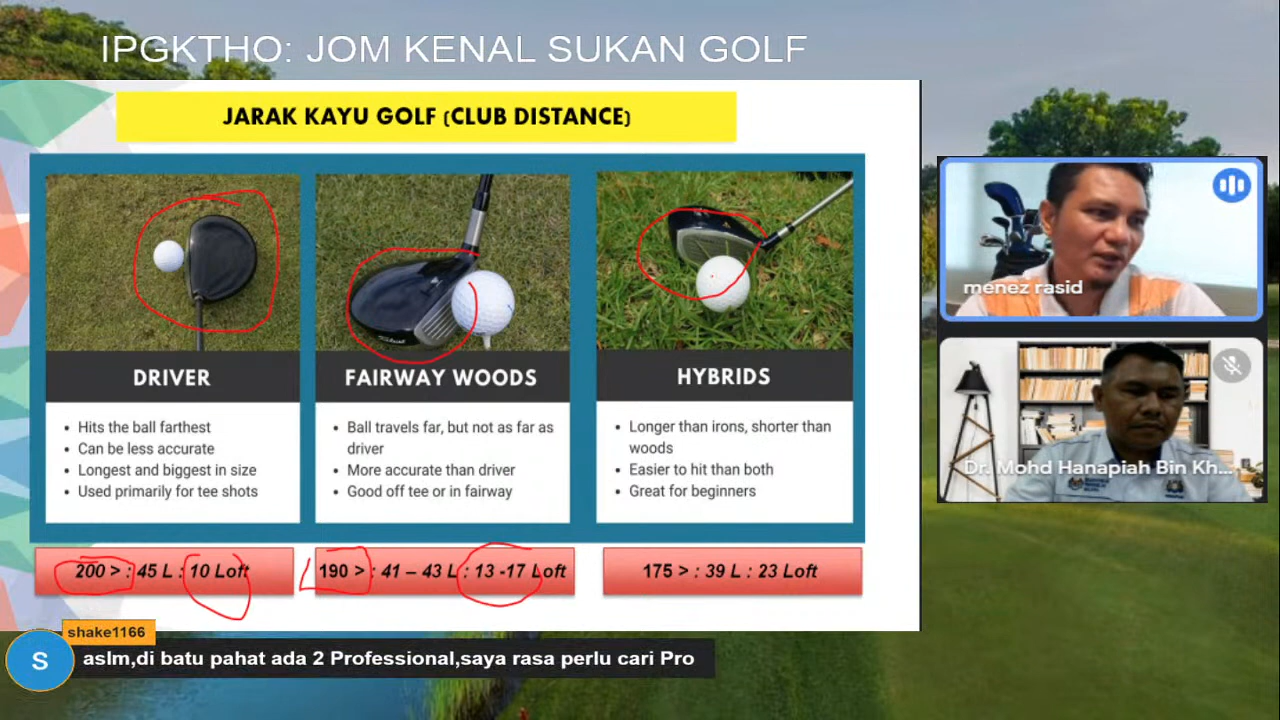 IPGKTHO: JOM KENAL SUKAN GOLF
JARAK KAYU GOLF (CLUB DISTANCE)
DRIVER
Hits the ball farthest
Can be less accurate
Longest and biggest in size
Used primarily for tee shots
200 > : 45 L : 10 Loft
FAIRWAY WOODS
Ball travels far, but not as far as
driver
More accurate than driver
Good off tee or in fairway
190 > : 41 – 43 L : 13 -17 Loft
HYBRIDS
Longer than irons, shorter than
woods
Easier to hit than both
Great for beginners
175 > : 39 L : 23 Loft
menez rasid
Dr. Mohd Hanapiah Bin Kh...
S
shake1166
aslm,di batu pahat ada 2 Professional,saya rasa perlu cari Pro